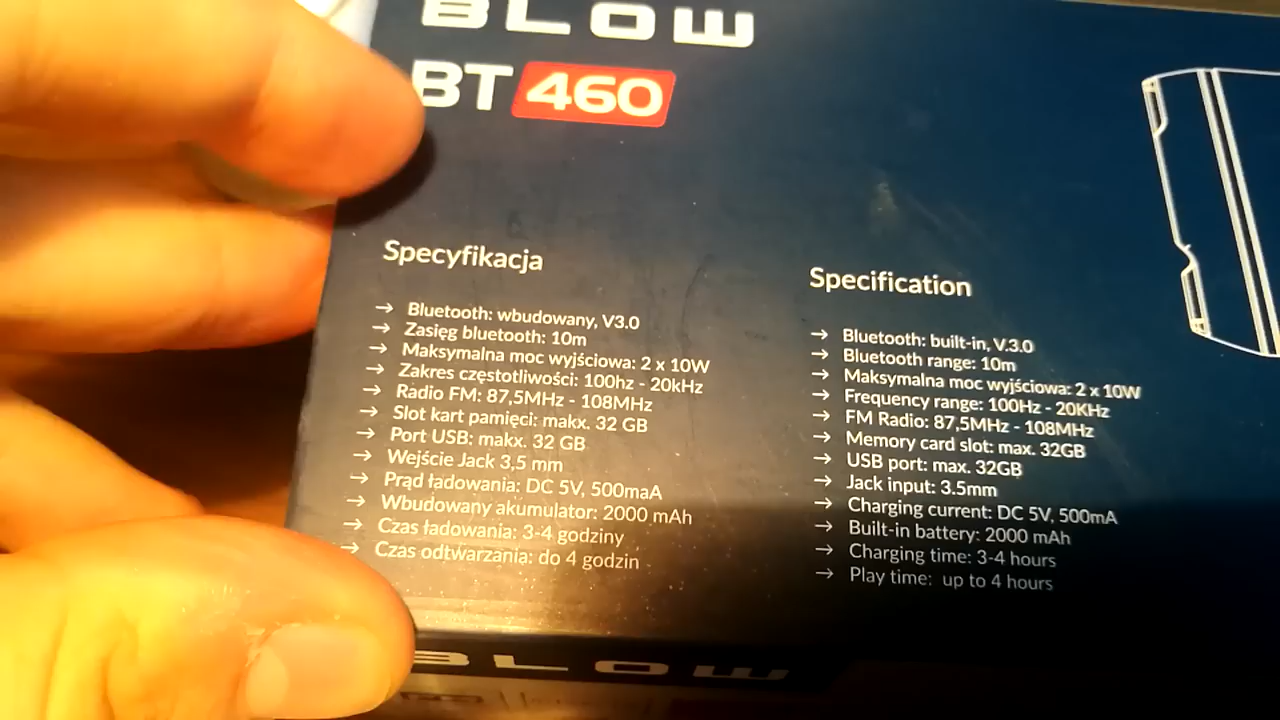 BLOW
BT 460
Specyfikacja
→ Bluetooth: wbudowany, V3.0
→ Zasięg bluetooth: 10m
→ Maksymalna moc wyjściowa: 2 x 10W
→ Zakres częstotliwości: 100hz - 20kHz
→ Radio FM: 87,5MHz - 108MHz
→ Slot kart pamięci: makx. 32 GB
→ Port USB: makx. 32 GB
→ Wejście Jack 3,5 mm
→ Prąd ładowania: DC 5V, 500maA
→ Wbudowany akumulator: 2000 mAh
→ Czas ładowania: 3-4 godziny
→ Czas odtwarzania: do 4 godzin
Specification
→ Bluetooth: built-in, V.3.0
→ Bluetooth range: 10m
→ Maksymalna moc wyjściowa: 2 x 10W
→ Frequency range: 100Hz - 20KHz
→ FM Radio: 87,5MHz - 108MHz
→ Memory card slot: max. 32GB
→ USB port: max. 32GB
→ Jack input: 3.5mm
→ Charging current: DC 5V, 500mA
→ Built-in battery: 2000 mAh
→ Charging time: 3-4 hours
→ Play time: up to 4 hours
BLOW